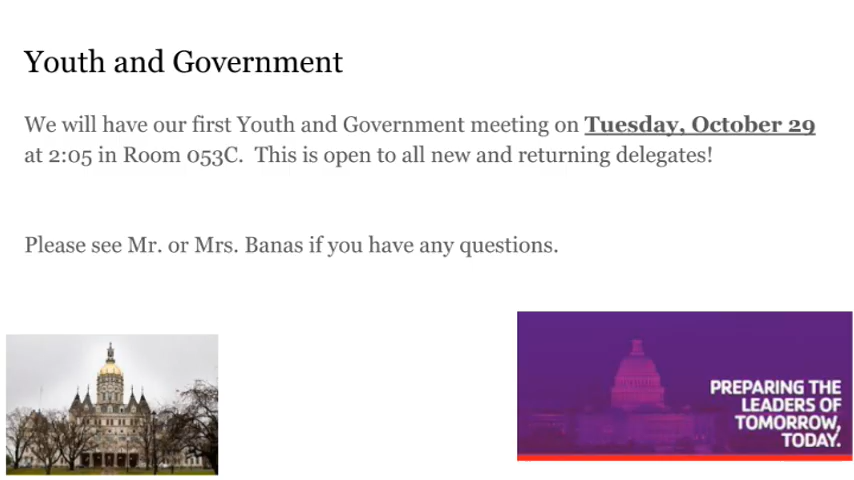 Youth and Government
We will have our first Youth and Government meeting on Tuesday, October 29
at 2:05 in Room 053C.  This is open to all new and returning delegates!
Please see Mr. or Mrs. Banas if you have any questions.
PREPARING THE
LEADERS OF
TOMORROW,
TODAY.